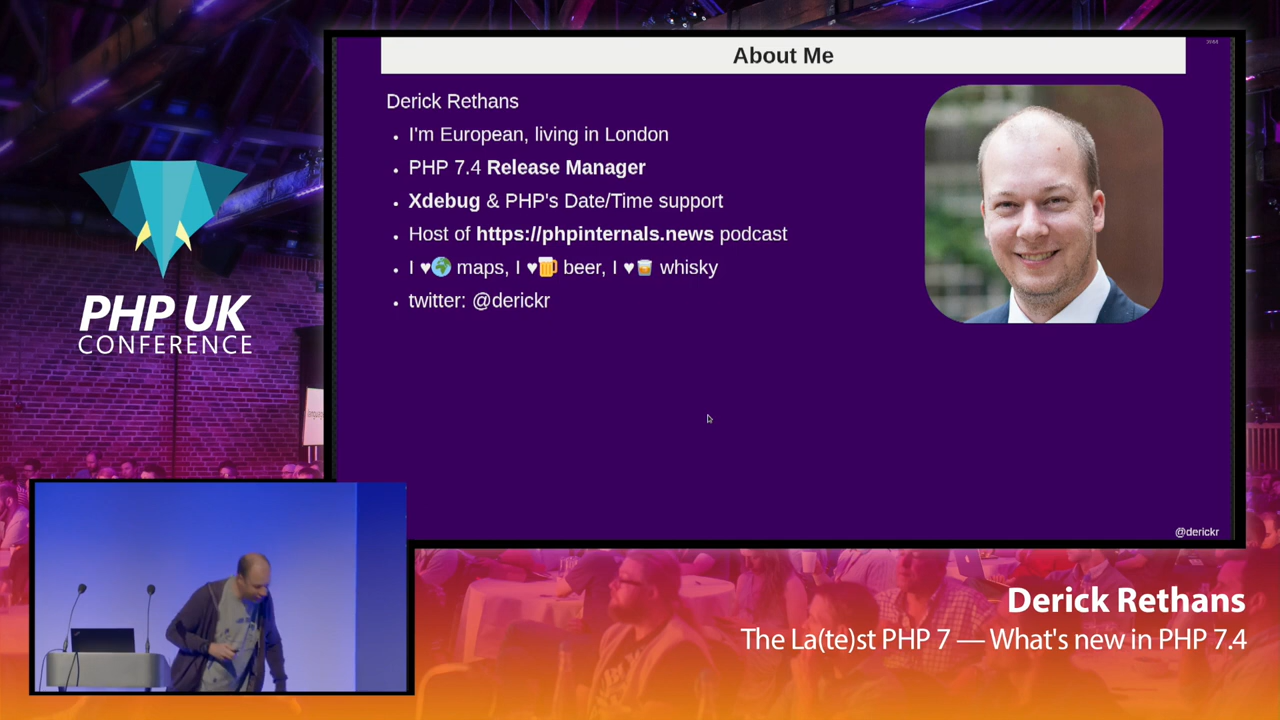 About Me
Derick Rethans
• I'm European, living in London
• PHP 7.4 Release Manager
• Xdebug & PHP's Date/Time support
• Host of https://phpinternals.news podcast
• I ♥🌍 maps, I ♥🍺 beer, I ♥🥃 whisky
• twitter: @derickr
@derickr
PHP UK
CONFERENCE
Derick Rethans
The La(te)st PHP 7 — What's new in PHP 7.4